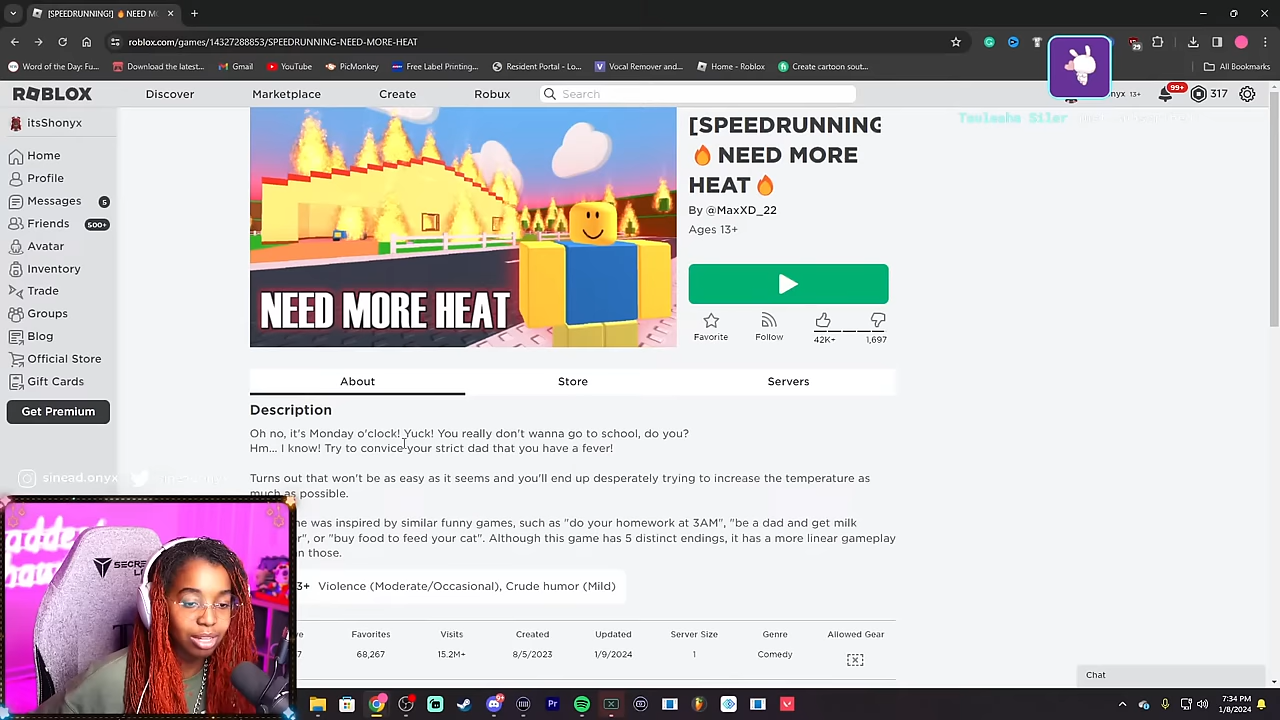 [SPEEDRUNNING!] 🔥 NEED MO
roblox.com/games/14327288853/SPEEDRUNNING-NEED-MORE-HEAT
Word of the Day: Fu...
Download the latest...
Gmail
YouTube
PicMonkey
Free Label Printing...
Resident Portal - Lo...
Vocal Remover and...
Home - Roblox
Create cartoon sout...
All Bookmarks
ROBLOX
Discover
Marketplace
Create
Robux
Search
13+
99+
317
itsShonyx
Home
Profile
Messages 5
Friends 500+
Avatar
Inventory
Trade
Groups
Blog
Official Store
Gift Cards
Get Premium
NEED MORE HEAT
[SPEEDRUNNING
🔥 NEED MORE
HEAT🔥
By @MaxXD_22
Ages 13+
Favorite
Follow
42K+
1,697
About
Store
Servers
Description
Oh no, it's Monday o'clock! Yuck! You really don't wanna go to school, do you?
Hm... I know! Try to convice your strict dad that you have a fever!
Turns out that won't be as easy as it seems and you'll end up desperately trying to increase the temperature as
much as possible.
was inspired by similar funny games, such as "do your homework at 3AM", "be a dad and get milk
", or "buy food to feed your cat". Although this game has 5 distinct endings, it has a more linear gameplay
those.
3+ Violence (Moderate/Occasional), Crude humor (Mild)
Favorites
Visits
Created
Updated
Server Size
Genre
Allowed Gear
7
68,267
15.2M+
8/5/2023
1/9/2024
1
Comedy
sinead.onyx
Chat
7:34 PM
1/8/2024